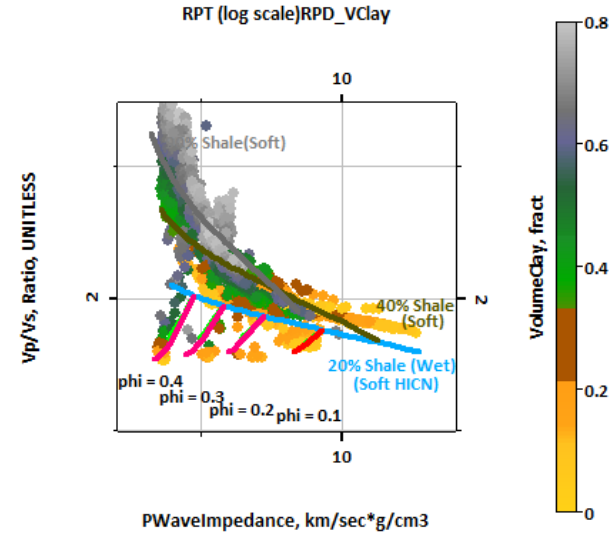 RPT (log scale)RPD_VClay
10
% Shale(Soft)
2
2
40% Shale
(Soft)
20% Shale (Wet)
(Soft HICN)
phi = 0.4
phi = 0.3
phi = 0.2
phi = 0.1
10
PWaveImpedance, km/sec*g/cm3
Vp/Vs, Ratio, UNITLESS
VolumeClay, fract
0.8
0.6
0.4
0.2
0